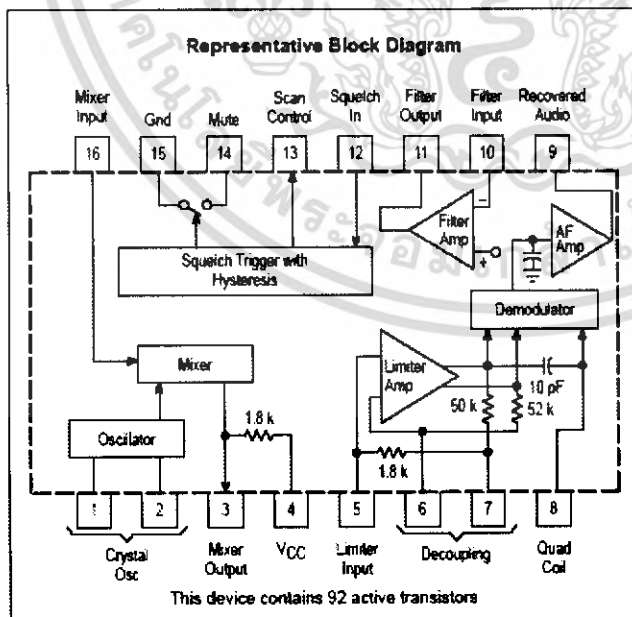 Representative Block Diagram
Mixer Input
Gnd
Mute
Scan Control
Squelch In
Filter Output
Filter Input
Recovered Audio
16
15
14
13
12
11
10
9
Filter Amp
−
+
AF Amp
Squelch Trigger with Hysteresis
Demodulator
Mixer
Limiter Amp
10 pF
50 k
52 k
1.8 k
Oscillator
1.8 k
1
2
3
4
5
6
7
8
Crystal Osc
Mixer Output
VCC
Limiter Input
Decoupling
Quad Coil
This device contains 92 active transistors